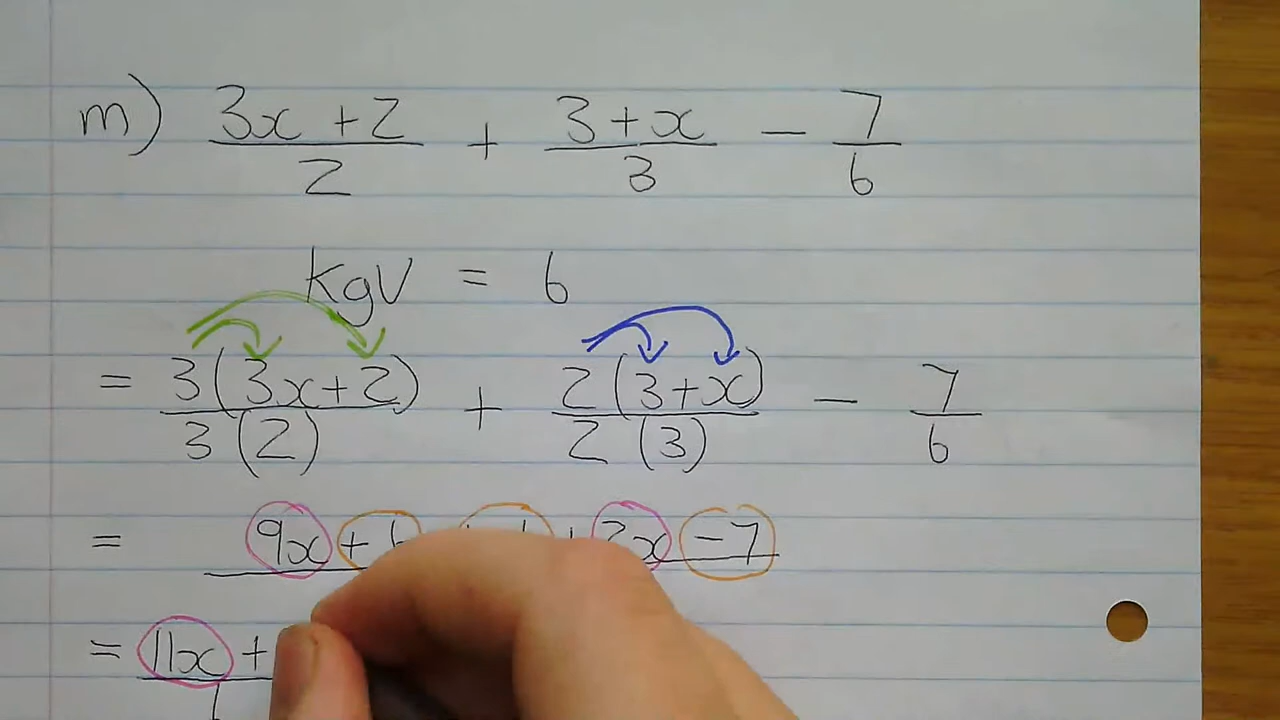 m) (3x + 2)/2 + (3 + x)/3 − 7/6
kgV = 6
= 3(3x+2)/3(2) + 2(3+x)/2(3) − 7/6
= 9x + 6 + 2x − 7
= 11x +